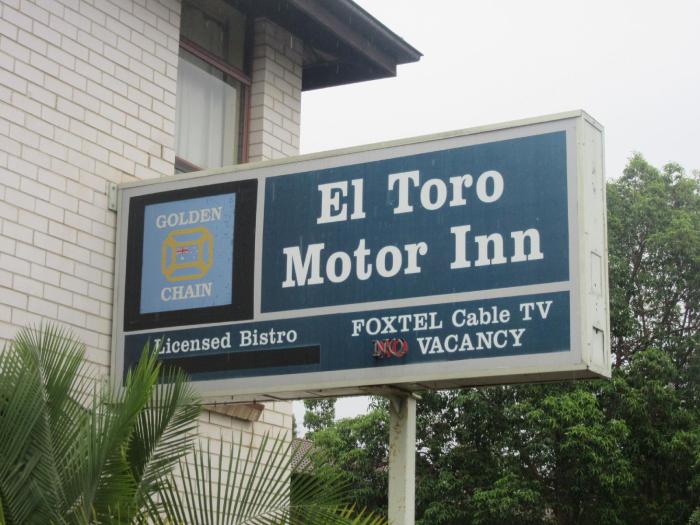 GOLDEN
CHAIN
El Toro
Motor Inn
Licensed Bistro
FOXTEL Cable TV
NO VACANCY